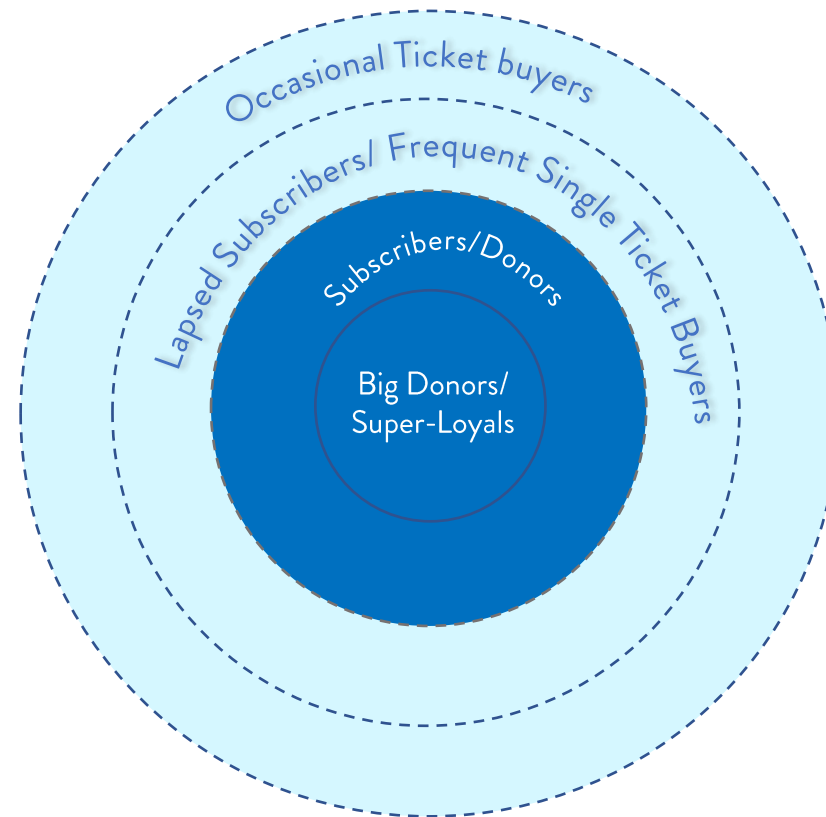 Occasional Ticket buyers
Lapsed Subscribers/ Frequent Single Ticket Buyers
Subscribers/Donors
Big Donors/
Super-Loyals